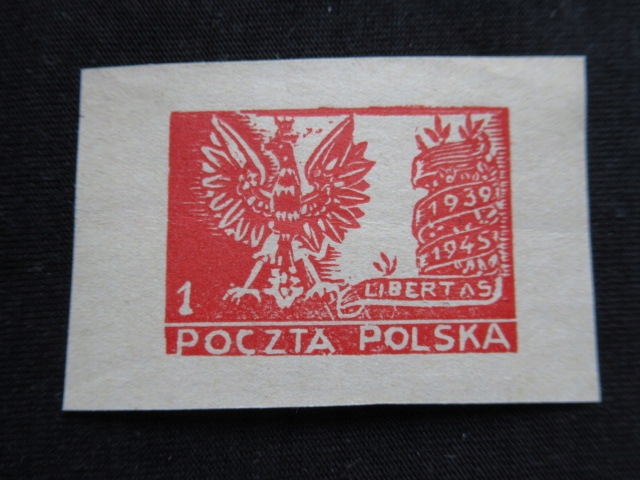 1939
1945
LIBERTAS
1
POCZTA POLSKA